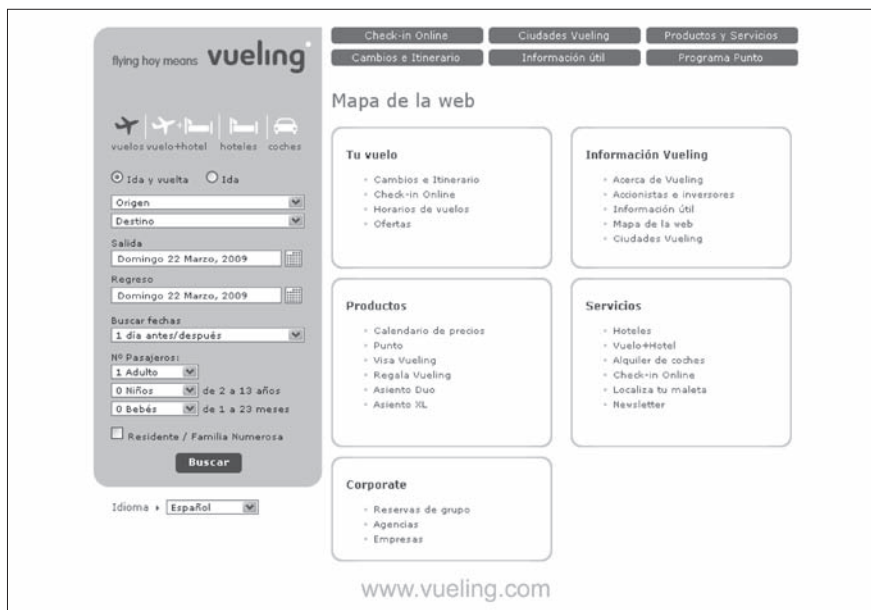 flying hoy means vueling
vuelos vuelo+hotel hoteles coches
Ida y vuelta Ida
Origen
Destino
Salida
Domingo 22 Marzo, 2009
Regreso
Domingo 22 Marzo, 2009
Buscar fechas
1 día antes/después
Nº Pasajeros:
1 Adulto
0 Niños de 2 a 13 años
0 Bebés de 1 a 23 meses
Residente / Familia Numerosa
Buscar
Idioma Español
Check-in Online Ciudades Vueling Productos y Servicios
Cambios e Itinerario Información útil Programa Punto
Mapa de la web
Tu vuelo
Cambios e Itinerario
Check-in Online
Horarios de vuelos
Ofertas
Información Vueling
Acerca de Vueling
Accionistas e inversores
Información útil
Mapa de la web
Ciudades Vueling
Productos
Calendario de precios
Punto
Visa Vueling
Regala Vueling
Asiento Duo
Asiento XL
Servicios
Hoteles
Vuelo+Hotel
Alquiler de coches
Check-in Online
Localiza tu maleta
Newsletter
Corporate
Reservas de grupo
Agencias
Empresas
www.vueling.com